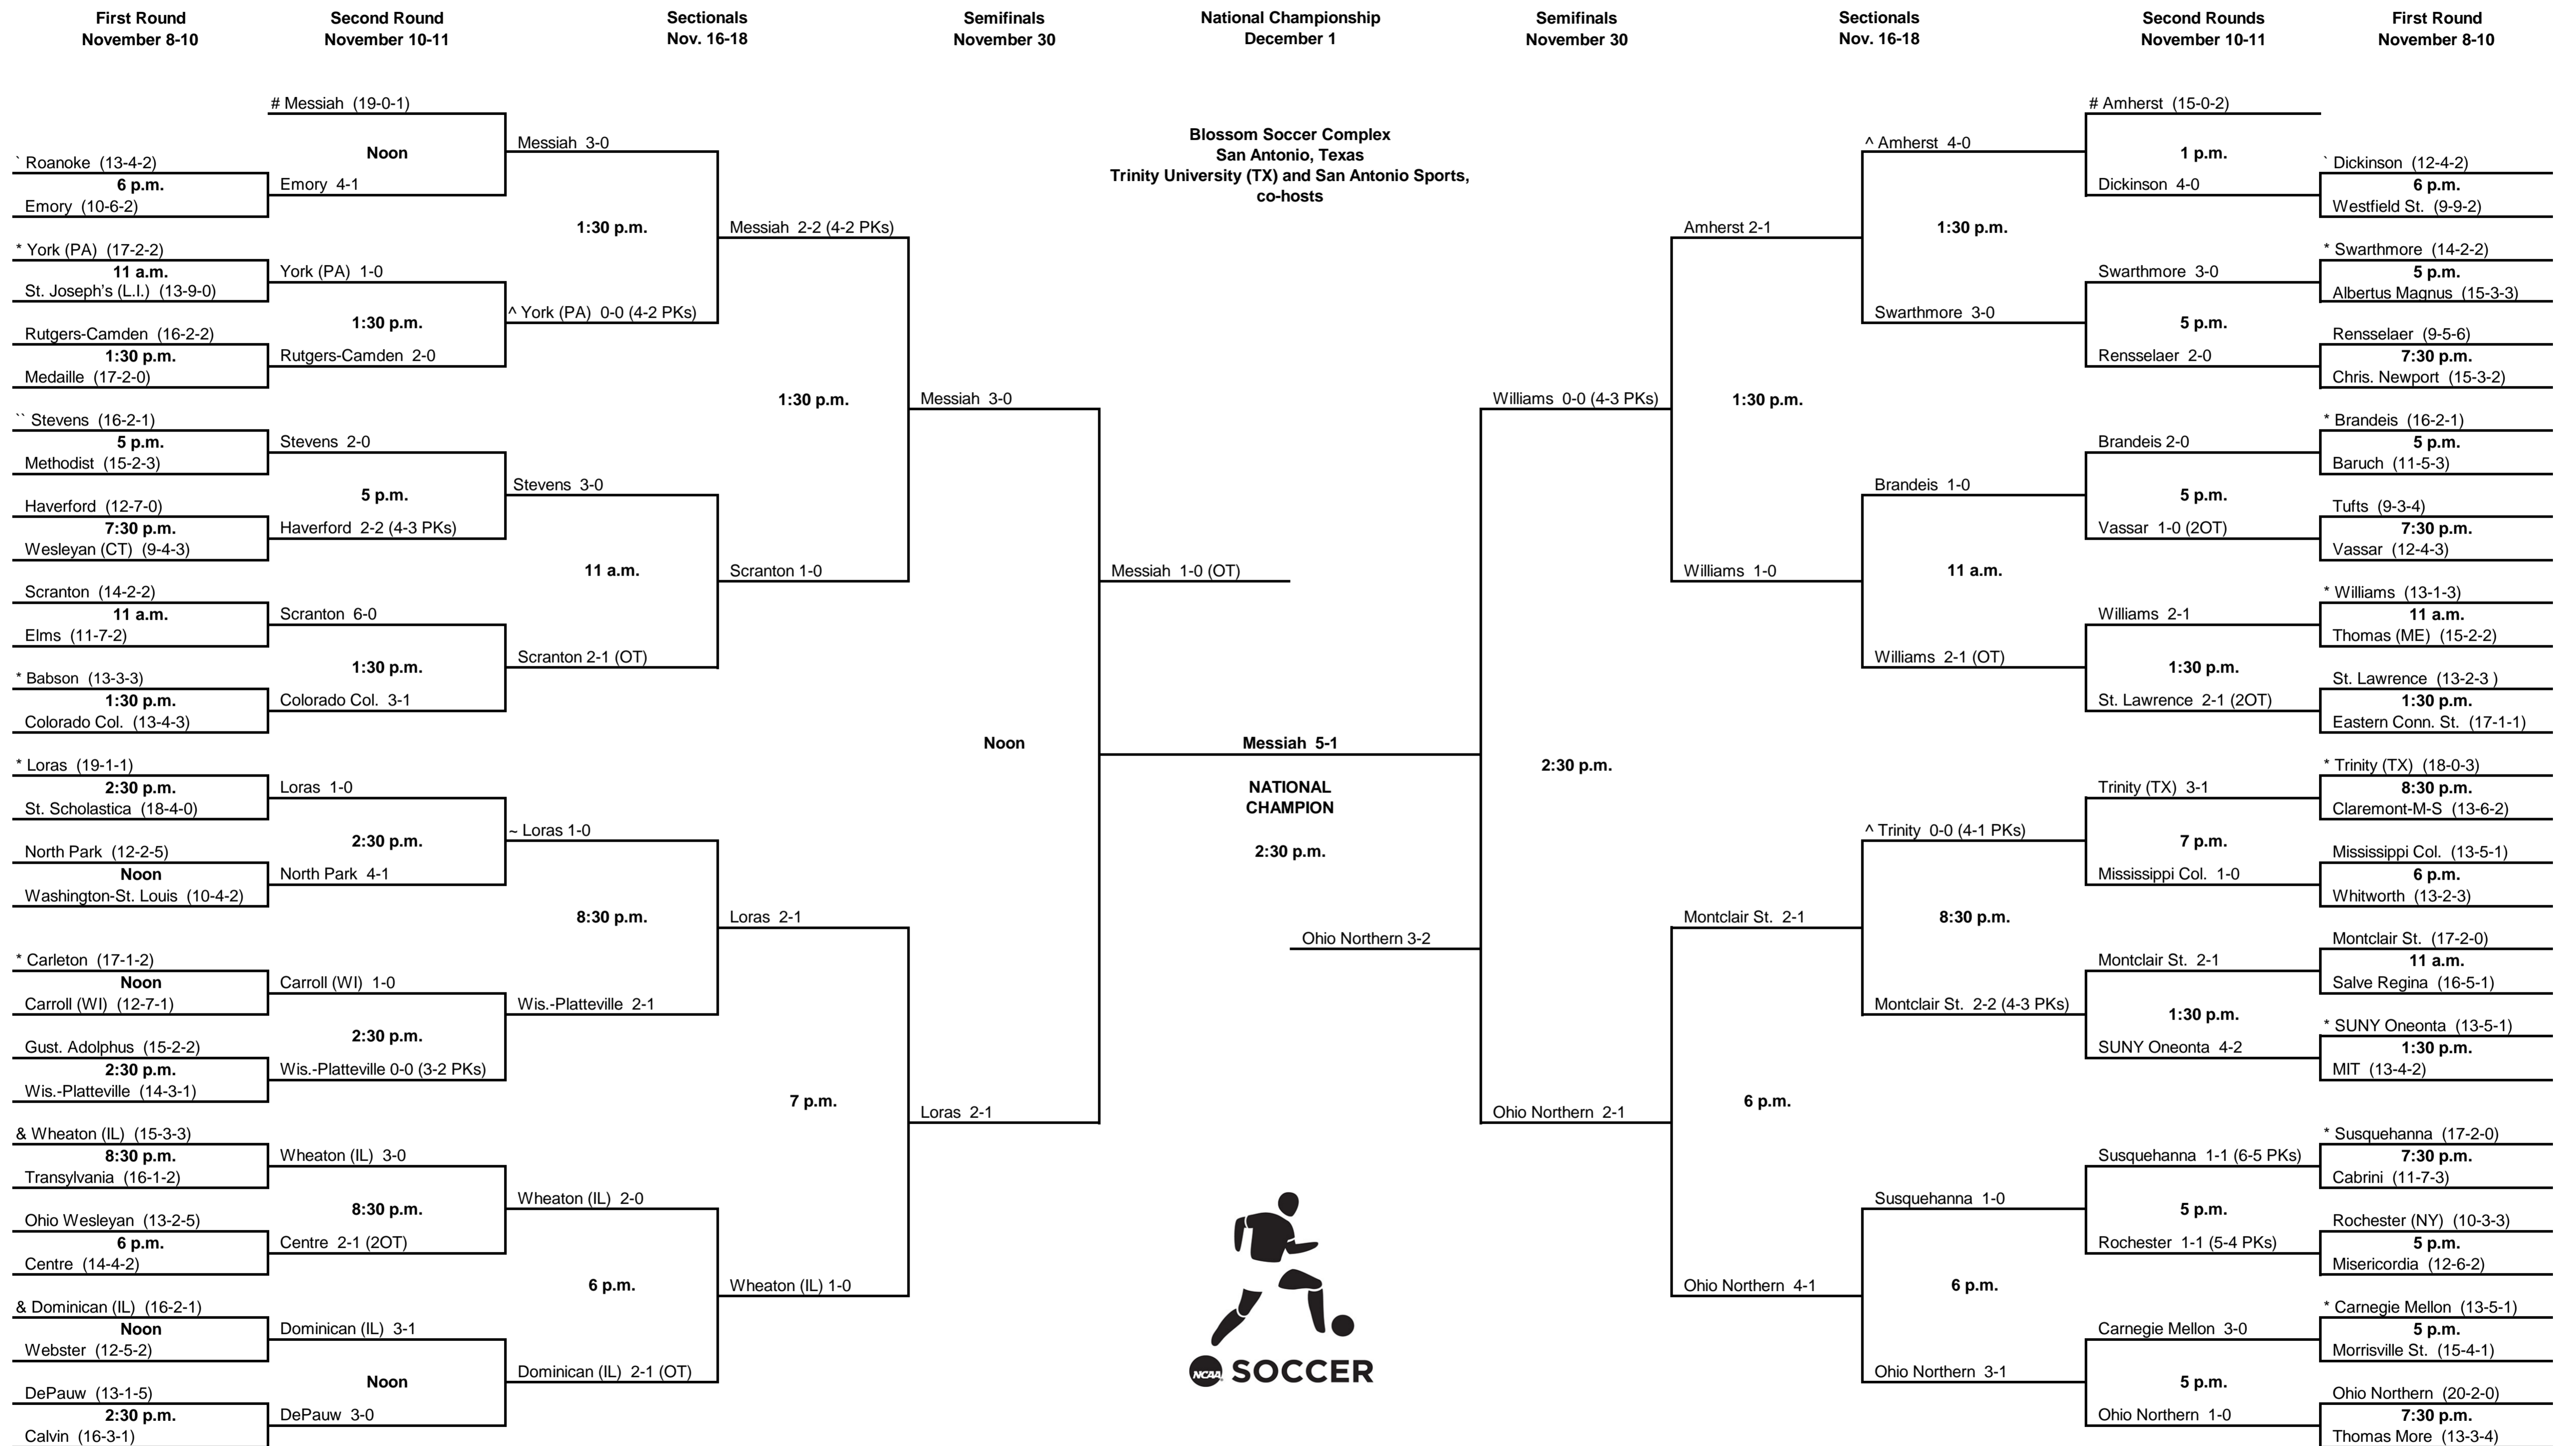 First Round
November 8-10
Second Round
November 10-11
Sectionals
Nov. 16-18
Semifinals
November 30
National Championship
December 1
Semifinals
November 30
Sectionals
Nov. 16-18
Second Rounds
November 10-11
First Round
November 8-10
Blossom Soccer Complex
San Antonio, Texas
Trinity University (TX) and San Antonio Sports,
co-hosts
` Roanoke (13-4-2)
6 p.m.
Emory (10-6-2)
* York (PA) (17-2-2)
11 a.m.
St. Joseph's (L.I.) (13-9-0)
Rutgers-Camden (16-2-2)
1:30 p.m.
Medaille (17-2-0)
`` Stevens (16-2-1)
5 p.m.
Methodist (15-2-3)
Haverford (12-7-0)
7:30 p.m.
Wesleyan (CT) (9-4-3)
Scranton (14-2-2)
11 a.m.
Elms (11-7-2)
* Babson (13-3-3)
1:30 p.m.
Colorado Col. (13-4-3)
* Loras (19-1-1)
2:30 p.m.
St. Scholastica (18-4-0)
North Park (12-2-5)
Noon
Washington-St. Louis (10-4-2)
* Carleton (17-1-2)
Noon
Carroll (WI) (12-7-1)
Gust. Adolphus (15-2-2)
2:30 p.m.
Wis.-Platteville (14-3-1)
& Wheaton (IL) (15-3-3)
8:30 p.m.
Transylvania (16-1-2)
Ohio Wesleyan (13-2-5)
6 p.m.
Centre (14-4-2)
& Dominican (IL) (16-2-1)
Noon
Webster (12-5-2)
DePauw (13-1-5)
2:30 p.m.
Calvin (16-3-1)
# Messiah (19-0-1)
Noon
Emory 4-1
York (PA) 1-0
1:30 p.m.
Rutgers-Camden 2-0
Stevens 2-0
5 p.m.
Haverford 2-2 (4-3 PKs)
Scranton 6-0
1:30 p.m.
Colorado Col. 3-1
Loras 1-0
2:30 p.m.
North Park 4-1
Carroll (WI) 1-0
2:30 p.m.
Wis.-Platteville 0-0 (3-2 PKs)
Wheaton (IL) 3-0
8:30 p.m.
Centre 2-1 (2OT)
Dominican (IL) 3-1
Noon
DePauw 3-0
Messiah 3-0
1:30 p.m.
^ York (PA) 0-0 (4-2 PKs)
Stevens 3-0
11 a.m.
Scranton 2-1 (OT)
~ Loras 1-0
8:30 p.m.
Wis.-Platteville 2-1
Wheaton (IL) 2-0
6 p.m.
Dominican (IL) 2-1 (OT)
Messiah 2-2 (4-2 PKs)
1:30 p.m.
Scranton 1-0
Loras 2-1
7 p.m.
Wheaton (IL) 1-0
Messiah 3-0
Noon
Loras 2-1
Messiah 1-0 (OT)
Messiah 5-1
NATIONAL
CHAMPION
2:30 p.m.
Ohio Northern 3-2
NCAA SOCCER
Williams 0-0 (4-3 PKs)
2:30 p.m.
Ohio Northern 2-1
Amherst 2-1
1:30 p.m.
Williams 1-0
Montclair St. 2-1
6 p.m.
Ohio Northern 4-1
^ Amherst 4-0
1:30 p.m.
Swarthmore 3-0
Brandeis 1-0
11 a.m.
Williams 2-1 (OT)
^ Trinity 0-0 (4-1 PKs)
8:30 p.m.
Montclair St. 2-2 (4-3 PKs)
Susquehanna 1-0
6 p.m.
Ohio Northern 3-1
# Amherst (15-0-2)
1 p.m.
Dickinson 4-0
Swarthmore 3-0
5 p.m.
Rensselaer 2-0
Brandeis 2-0
5 p.m.
Vassar 1-0 (2OT)
Williams 2-1
1:30 p.m.
St. Lawrence 2-1 (2OT)
Trinity (TX) 3-1
7 p.m.
Mississippi Col. 1-0
Montclair St. 2-1
1:30 p.m.
SUNY Oneonta 4-2
Susquehanna 1-1 (6-5 PKs)
5 p.m.
Rochester 1-1 (5-4 PKs)
Carnegie Mellon 3-0
5 p.m.
Ohio Northern 1-0
` Dickinson (12-4-2)
6 p.m.
Westfield St. (9-9-2)
* Swarthmore (14-2-2)
5 p.m.
Albertus Magnus (15-3-3)
Rensselaer (9-5-6)
7:30 p.m.
Chris. Newport (15-3-2)
* Brandeis (16-2-1)
5 p.m.
Baruch (11-5-3)
Tufts (9-3-4)
7:30 p.m.
Vassar (12-4-3)
* Williams (13-1-3)
11 a.m.
Thomas (ME) (15-2-2)
St. Lawrence (13-2-3 )
1:30 p.m.
Eastern Conn. St. (17-1-1)
* Trinity (TX) (18-0-3)
8:30 p.m.
Claremont-M-S (13-6-2)
Mississippi Col. (13-5-1)
6 p.m.
Whitworth (13-2-3)
Montclair St. (17-2-0)
11 a.m.
Salve Regina (16-5-1)
* SUNY Oneonta (13-5-1)
1:30 p.m.
MIT (13-4-2)
* Susquehanna (17-2-0)
7:30 p.m.
Cabrini (11-7-3)
Rochester (NY) (10-3-3)
5 p.m.
Misericordia (12-6-2)
* Carnegie Mellon (13-5-1)
5 p.m.
Morrisville St. (15-4-1)
Ohio Northern (20-2-0)
7:30 p.m.
Thomas More (13-3-4)